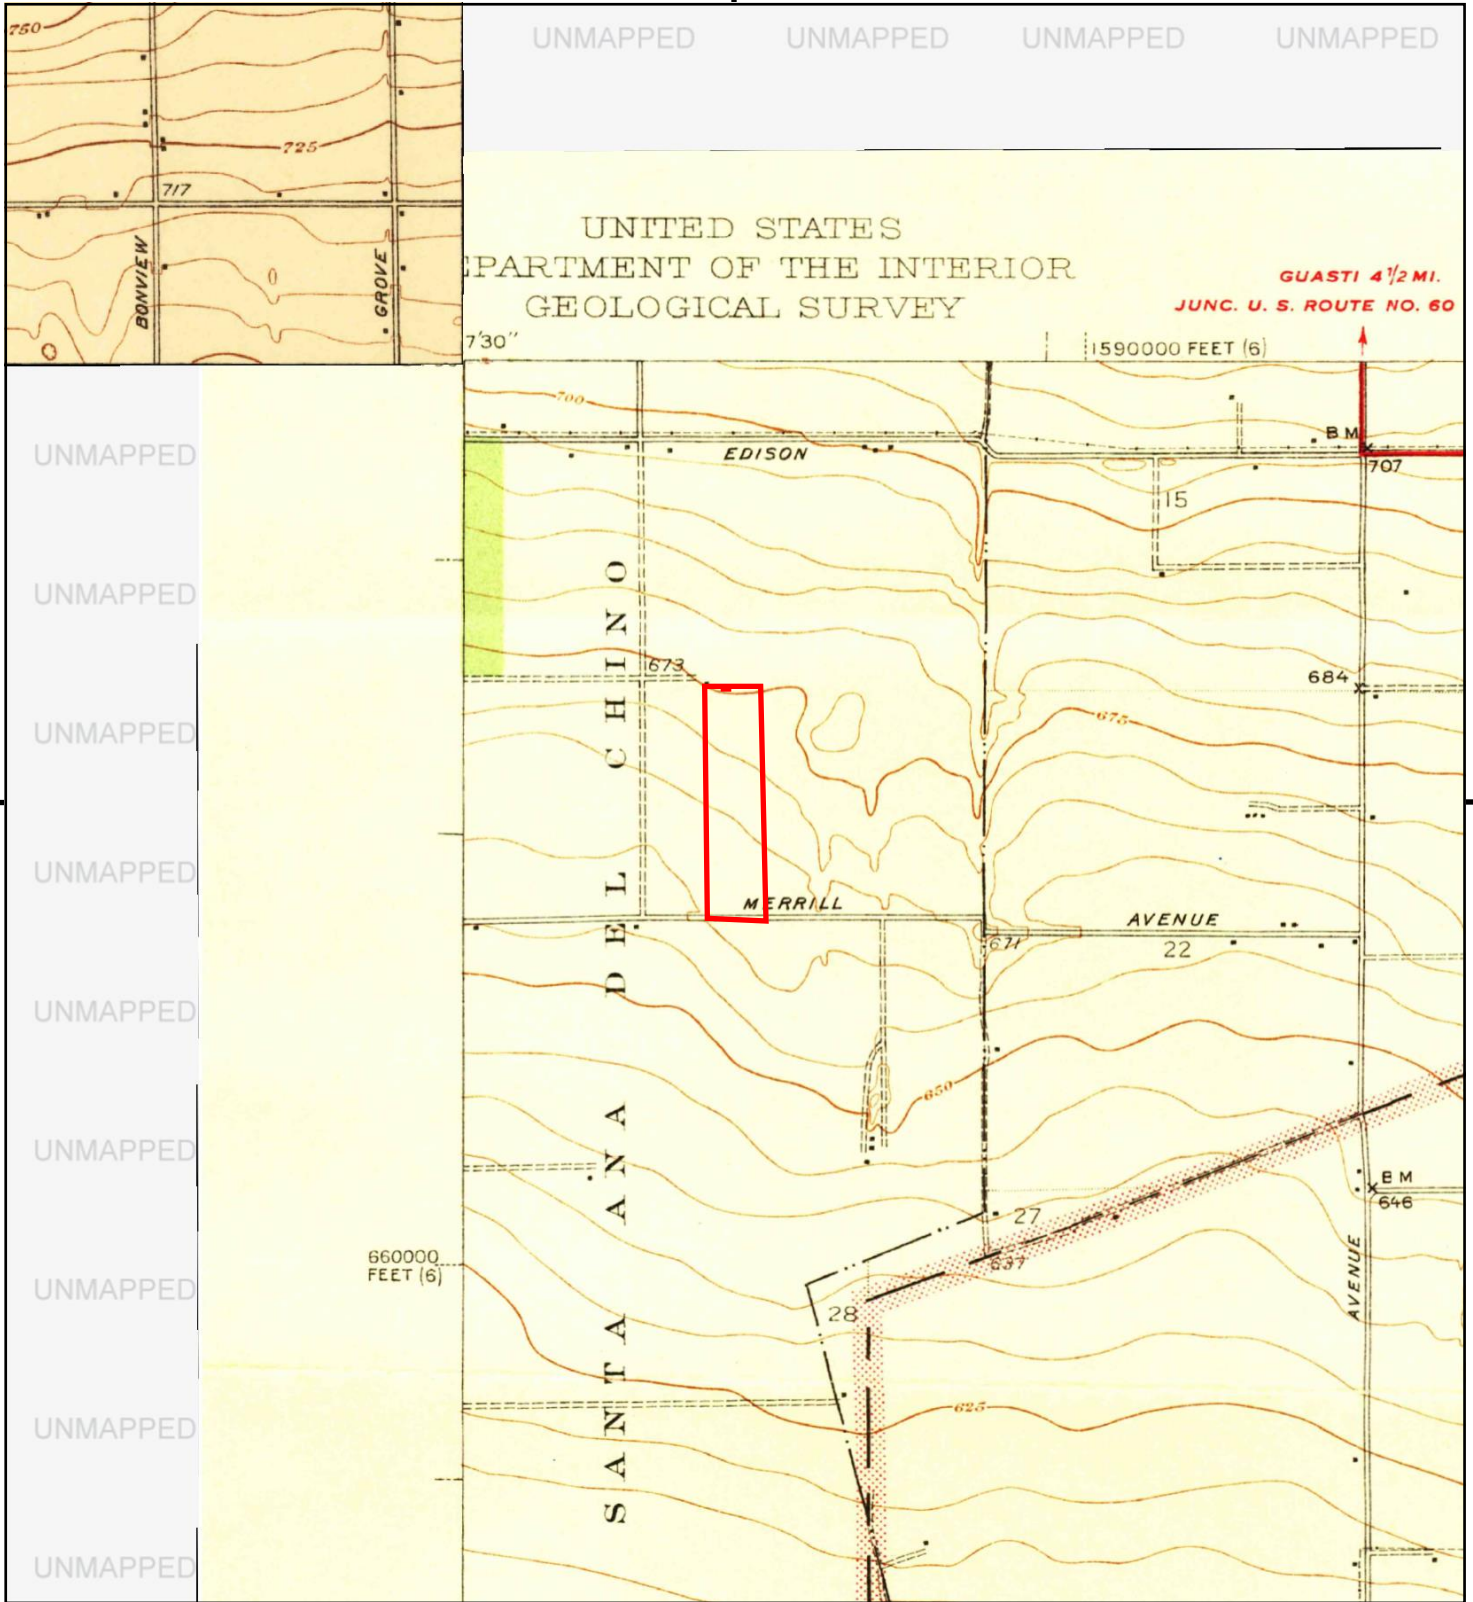 750
UNMAPPED UNMAPPED UNMAPPED UNMAPPED
725
717
BONVIEW
GROVE
UNITED STATES
EPARTMENT OF THE INTERIOR
GEOLOGICAL SURVEY
GUASTI 4 1/2 MI.
JUNC. U. S. ROUTE NO. 60
7'30"
1590000 FEET (6)
700
EDISON
B M
707
UNMAPPED
15
UNMAPPED
673
684
675
UNMAPPED
UNMAPPED
MERRILL
AVENUE
671
22
UNMAPPED
650
UNMAPPED
B M
646
27
637
660000
FEET (6)
UNMAPPED
28
AVENUE
625
UNMAPPED
UNMAPPED
SANTA ANA DEL CHINO